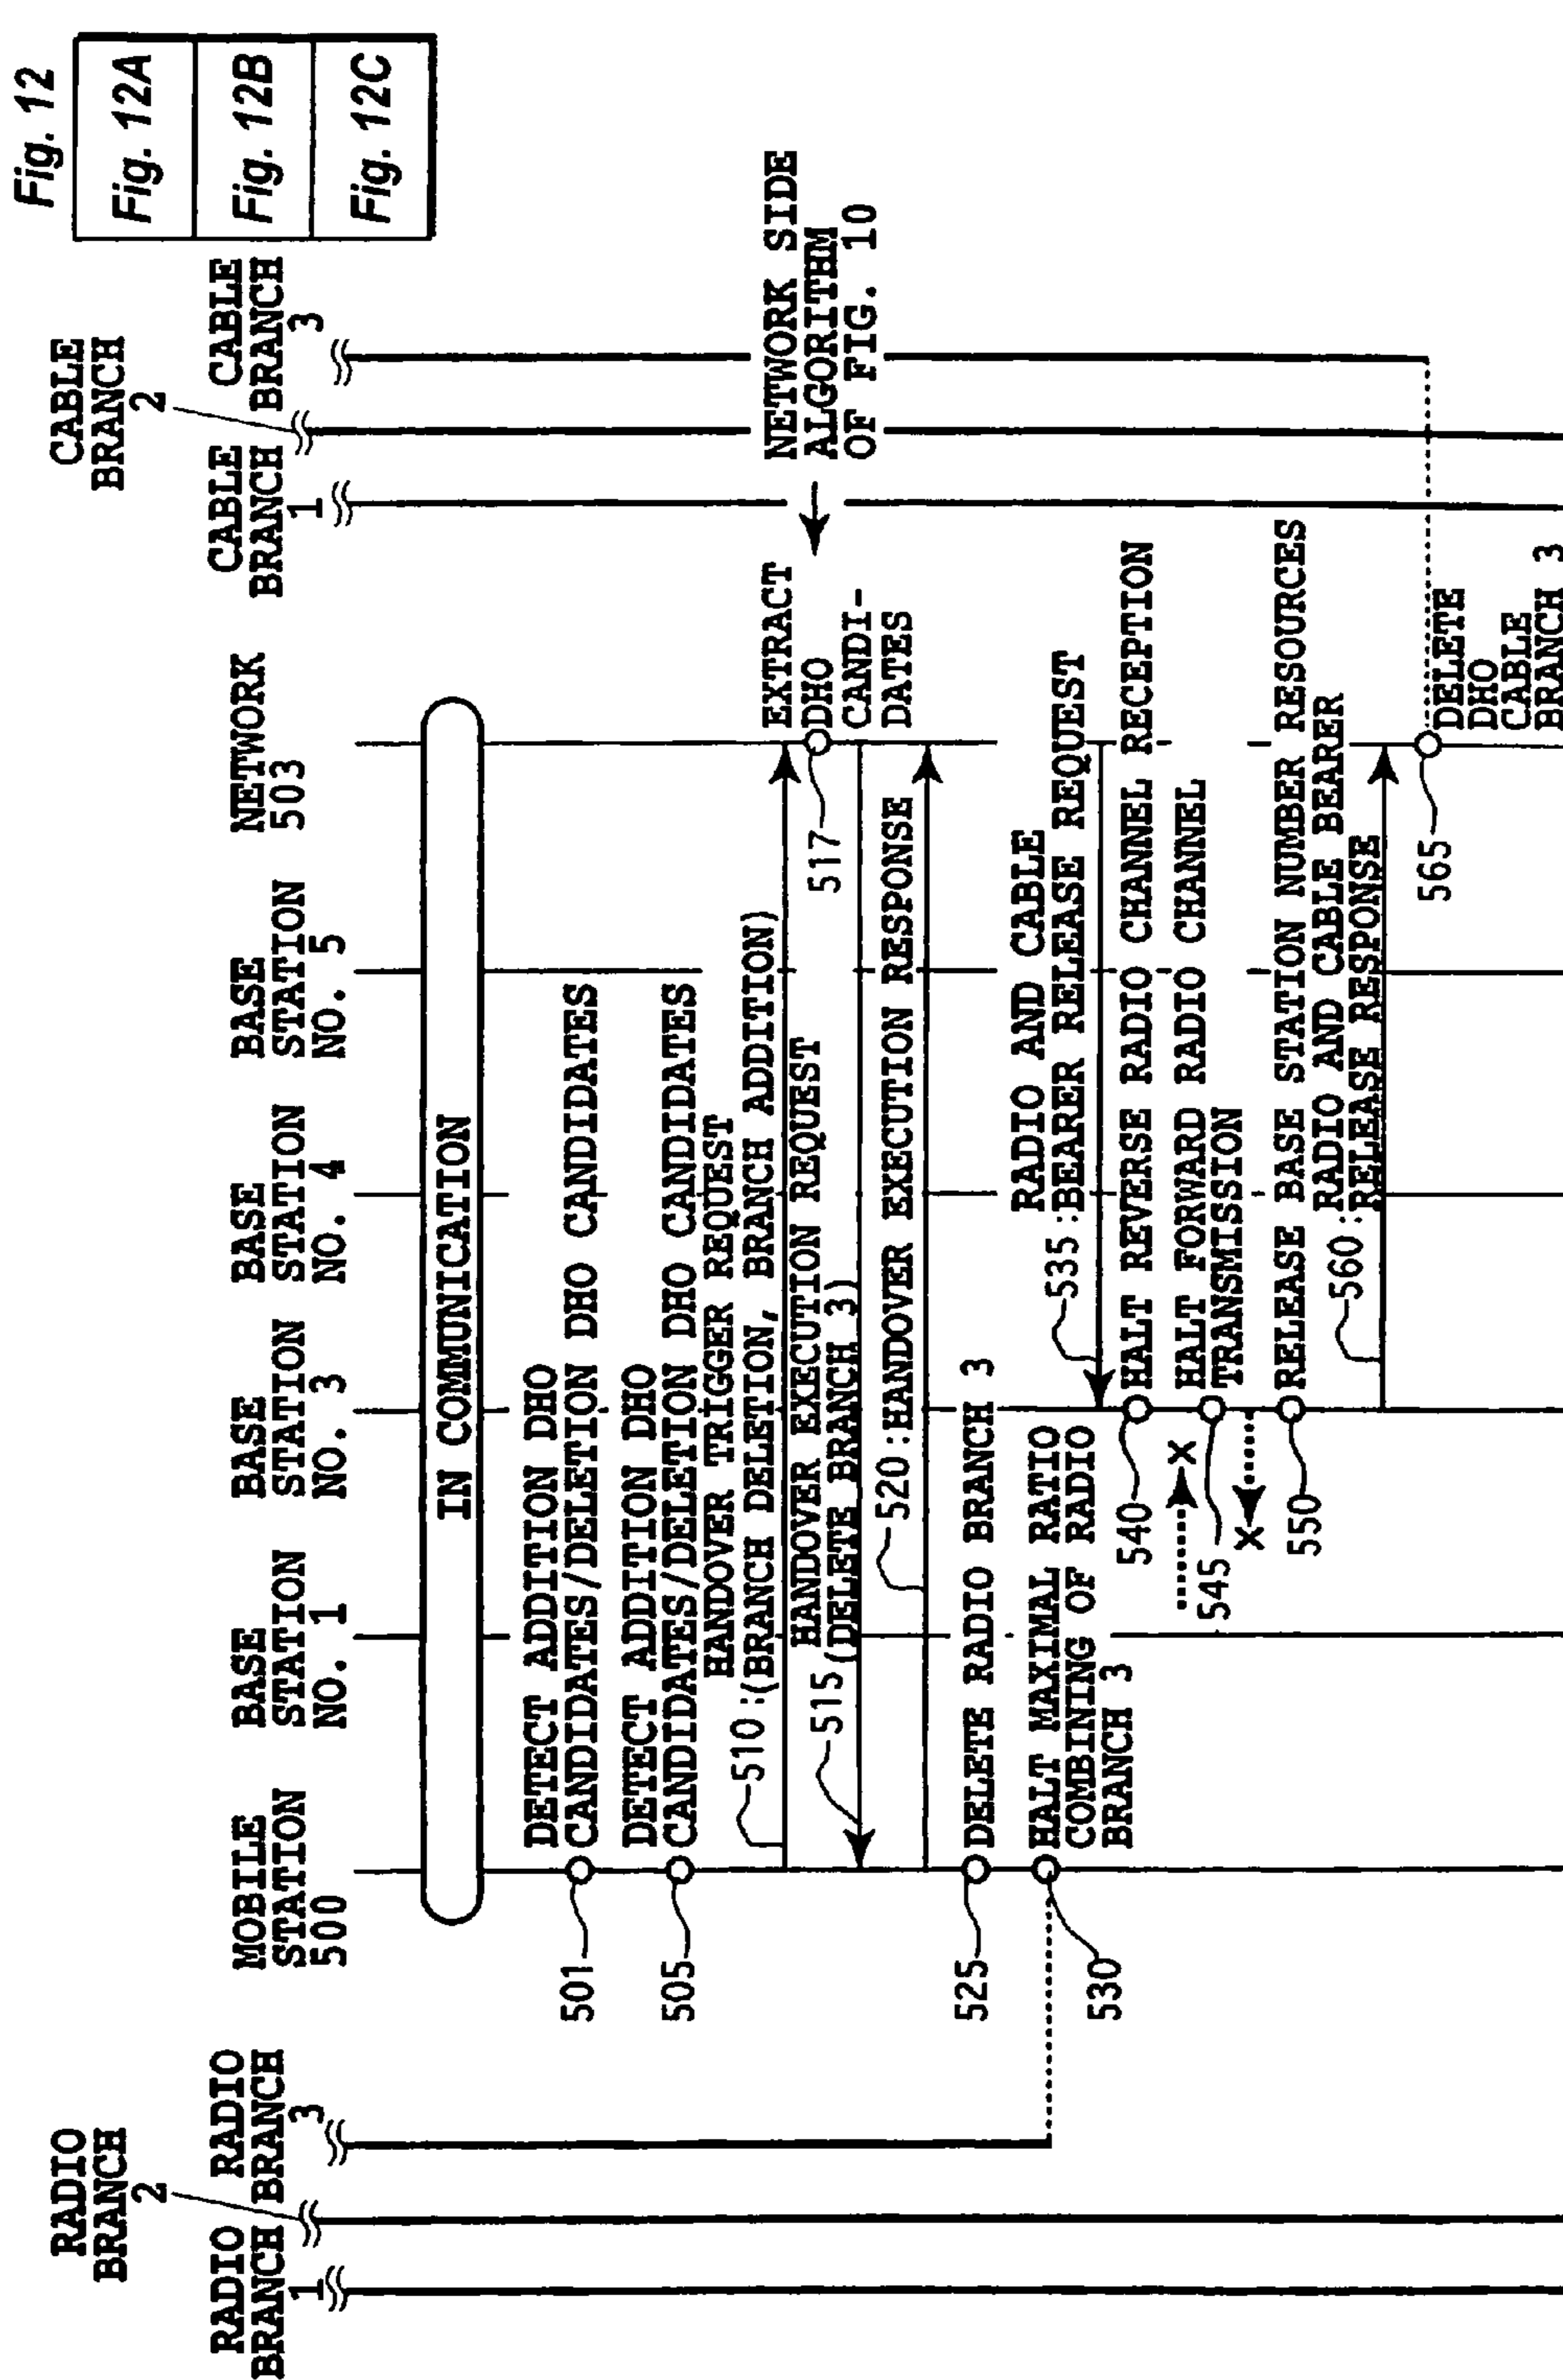 Fig. 12
Fig. 12A
Fig. 12B
Fig. 12C
RADIO
BRANCH
2
RADIO
BRANCH
1
RADIO
BRANCH
3
MOBILE
STATION
500
BASE
STATION
NO. 1
BASE
STATION
NO. 3
BASE
STATION
NO. 4
BASE
STATION
NO. 5
NETWORK
503
CABLE
BRANCH
1
CABLE
BRANCH
2
CABLE
BRANCH
3
IN COMMUNICATION
501
DETECT ADDITION DHO
CANDIDATES/DELETION DHO CANDIDATES
505
DETECT ADDITION DHO
CANDIDATES/DELETION DHO CANDIDATES
HANDOVER TRIGGER REQUEST
510:(BRANCH DELETION, BRANCH ADDITION)
EXTRACT
DHO
CANDI-
DATES
517
NETWORK SIDE
ALGORITHM
OF FIG. 10
HANDOVER EXECUTION REQUEST
515(DELETE BRANCH 3)
520:HANDOVER EXECUTION RESPONSE
525
DELETE RADIO BRANCH 3
530
HALT MAXIMAL RATIO
COMBINING OF RADIO
BRANCH 3
RADIO AND CABLE
535:BEARER RELEASE REQUEST
540
HALT REVERSE RADIO CHANNEL RECEPTION
X
545
HALT FORWARD RADIO CHANNEL
TRANSMISSION
X
550
RELEASE BASE STATION NUMBER RESOURCES
RADIO AND CABLE BEARER
560:RELEASE RESPONSE
565
DELETE
DHO
CABLE
BRANCH 3